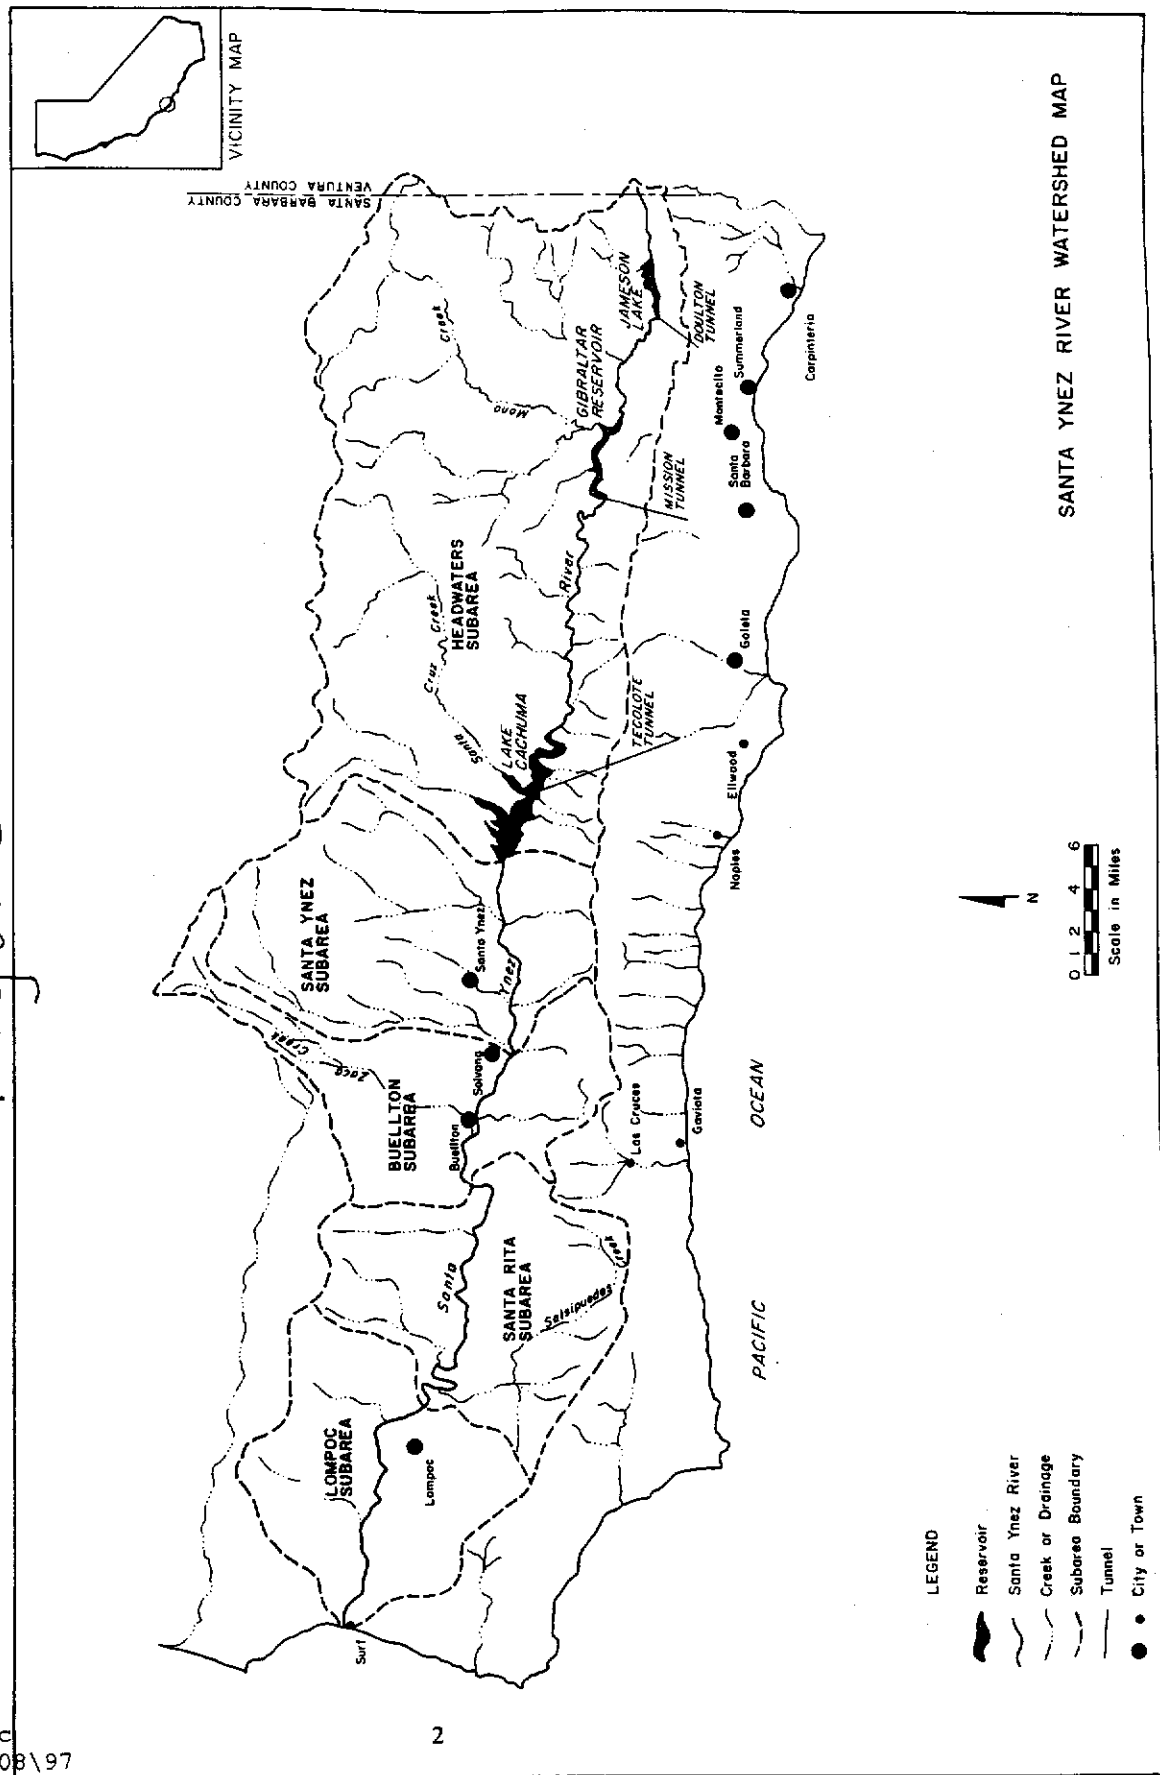 VICINITY MAP
SANTA BARBARA COUNTY
VENTURA COUNTY
SANTA YNEZ RIVER WATERSHED MAP
LOMPOC
SUBAREA
Lompoc
Surf
SANTA RITA
SUBAREA
Salsipuedes
Creek
BUELLTON
SUBAREA
Buellton
Solvang
Zaca
Creek
SANTA YNEZ
SUBAREA
Santa Ynez
Santa
Ynez
River
LAKE
CACHUMA
Santa
Cruz
Creek
HEADWATERS
SUBAREA
TECOLOTE
TUNNEL
MISSION
TUNNEL
GIBRALTAR
RESERVOIR
Mono
Creek
JAMESON
LAKE
DOULTON
TUNNEL
Las Cruces
Gaviota
Naples
Ellwood
Goleta
Santa
Barbara
Montecito
Summerland
Carpinteria
PACIFIC
OCEAN
N
0 1 2 4 6
Scale in Miles
LEGEND
Reservoir
Santa Ynez River
Creek or Drainage
Subarea Boundary
Tunnel
City or Town
2
08\97